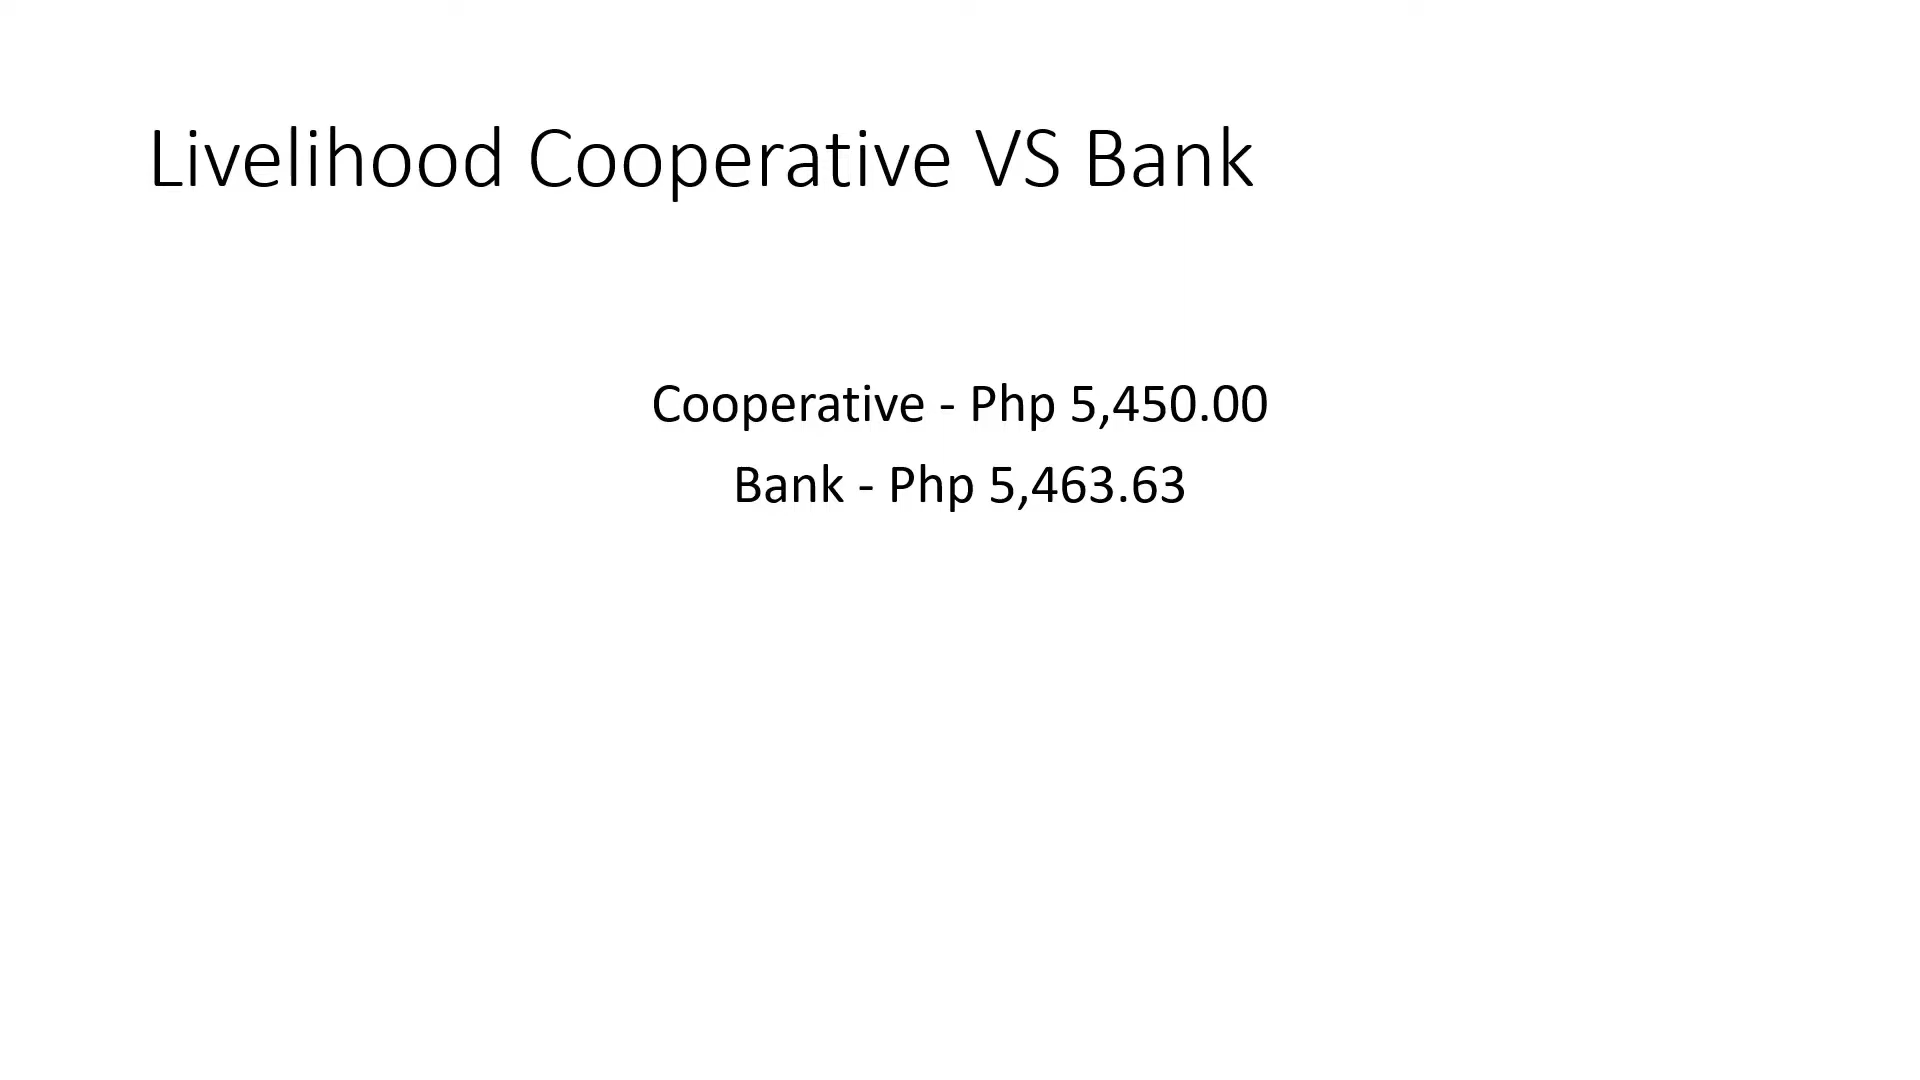 Livelihood Cooperative VS Bank
Cooperative - Php 5,450.00
Bank - Php 5,463.63